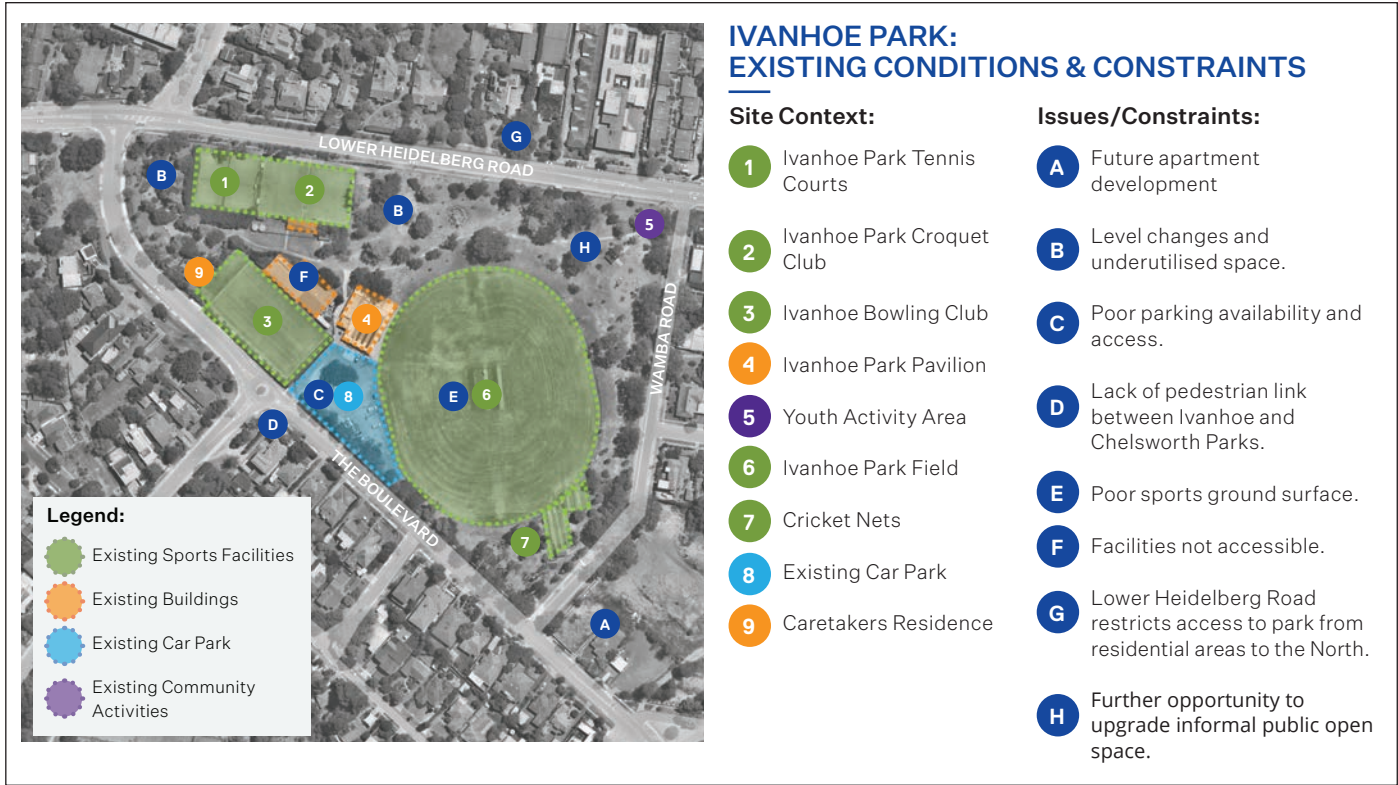 IVANHOE PARK:
EXISTING CONDITIONS & CONSTRAINTS
Site Context:
1 Ivanhoe Park Tennis
Courts
2 Ivanhoe Park Croquet
Club
3 Ivanhoe Bowling Club
4 Ivanhoe Park Pavilion
5 Youth Activity Area
6 Ivanhoe Park Field
7 Cricket Nets
8 Existing Car Park
9 Caretakers Residence
Issues/Constraints:
A Future apartment
development
B Level changes and
underutilised space.
C Poor parking availability and
access.
D Lack of pedestrian link
between Ivanhoe and
Chelsworth Parks.
E Poor sports ground surface.
F Facilities not accessible.
G Lower Heidelberg Road
restricts access to park from
residential areas to the North.
H Further opportunity to
upgrade informal public open
space.
G
LOWER HEIDELBERG ROAD
B
1
2
B
5
H
9
F
3
4
WAMBA ROAD
C
8
E
6
D
THE BOULEVARD
7
A
Legend:
Existing Sports Facilities
Existing Buildings
Existing Car Park
Existing Community
Activities